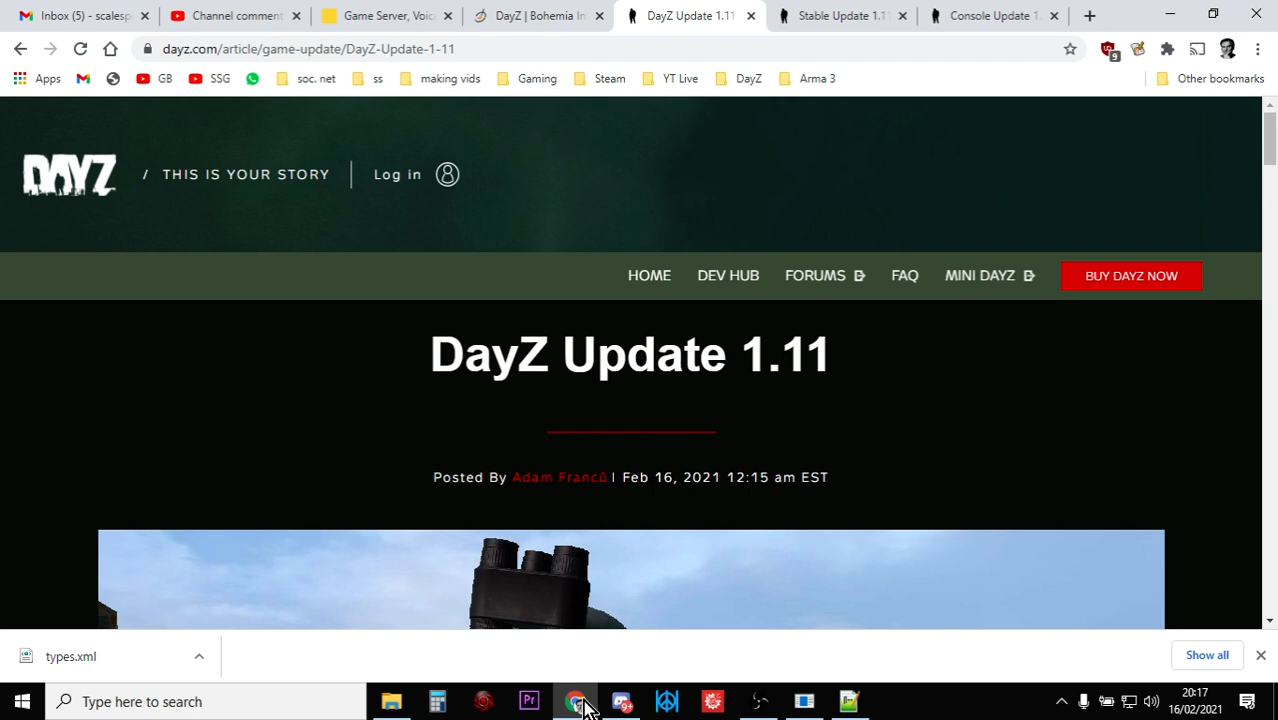 Inbox (5) - scalesp
Channel comment
Game Server, Voic
DayZ | Bohemia In
DayZ Update 1.11
Stable Update 1.11
Console Update 1.
dayz.com/article/game-update/DayZ-Update-1-11
9
Apps
GB
SSG
soc. net
ss
making vids
Gaming
Steam
YT Live
DayZ
Arma 3
Other bookmarks
DAYZ
/ THIS IS YOUR STORY
Log in
HOME
DEV HUB
FORUMS
FAQ
MINI DAYZ
BUY DAYZ NOW
DayZ Update 1.11
Posted By Adam Franců | Feb 16, 2021 12:15 am EST
types.xml
Show all
Type here to search
Pr
9+
20:17
16/02/2021